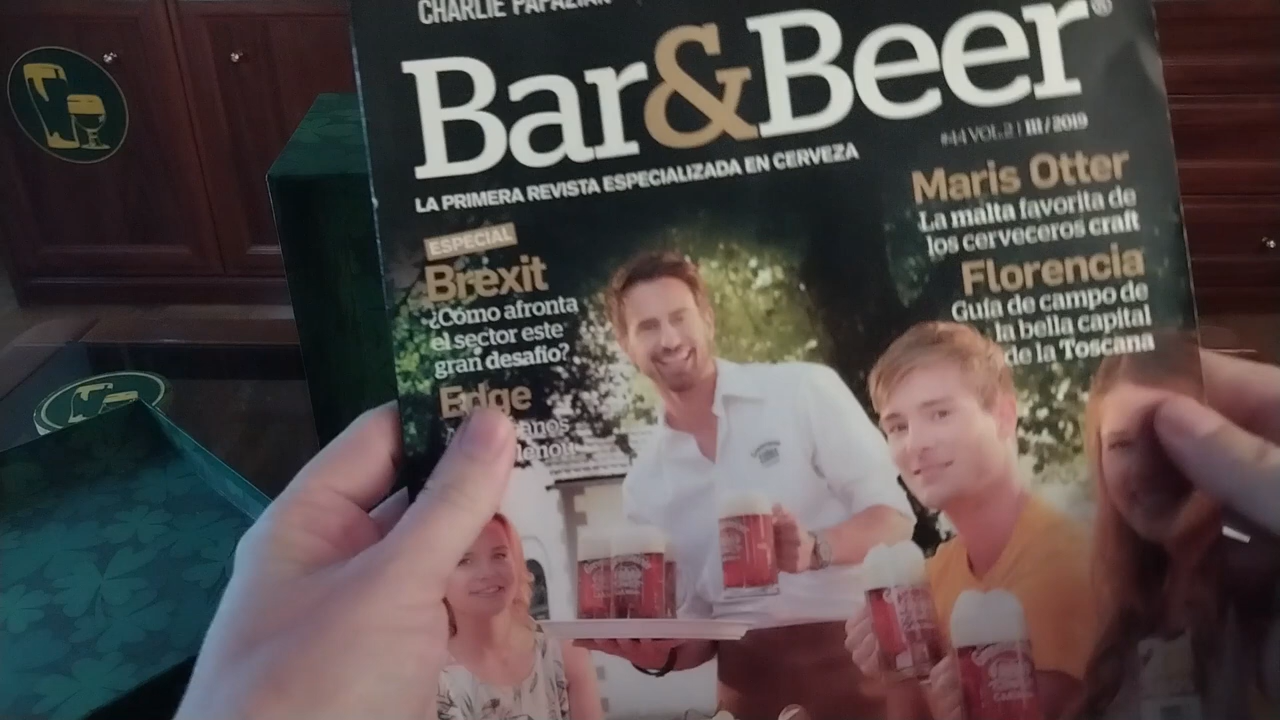 CHARLIE PAPAZIAN
Bar&Beer®
#44 VOL.2 | III/2019
LA PRIMERA REVISTA ESPECIALIZADA EN CERVEZA
ESPECIAL
Brexit
¿Cómo afronta
el sector este
gran desafío?
Edge
Maris Otter
La malta favorita de
los cerveceros craft
Florencia
Guía de campo de
la bella capital
de la Toscana